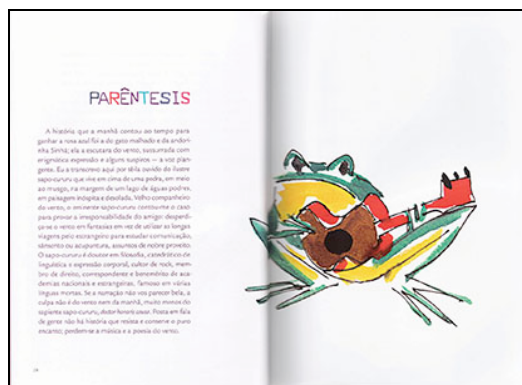 PARÊNTESIS
A história que a manhã contou ao tempo para
ganhar a rosa azul foi a do gato malhado e da andori-
nha Sinhá; ela a escutara do vento, sussurrada com
enigmática expressão e alguns suspiros — a voz plan-
gente. Eu a transcrevo aqui por tê-la ouvido do ilustre
sapo-cururu que vive em cima de uma pedra, em meio
ao musgo, na margem de um lago de águas podres,
em paisagem inóspita e desolada. Velho companheiro
do vento, o eminente sapo-cururu contou-me o caso
para provar a irresponsabilidade do amigo: desperdi-
ça-se o vento em fantasias em vez de utilizar as longas
viagens pelo estrangeiro para estudar comunicação,
sânscrito ou acupuntura, assuntos de nobre proveito.
O sapo-cururu é doutor em filosofia, catedrático de
linguística e expressão corporal, cultor de rock, mem-
bro de direito, correspondente e benemérito de aca-
demias nacionais e estrangeiras, famoso em várias
línguas mortas. Se a narração não vos parecer bela, a
culpa não é do vento nem da manhã, muito menos do
sapiente sapo-cururu, doctor honoris causa. Posta em fala
de gente não há história que resista e conserve o puro
encanto; perdem-se a música e a poesia do vento.